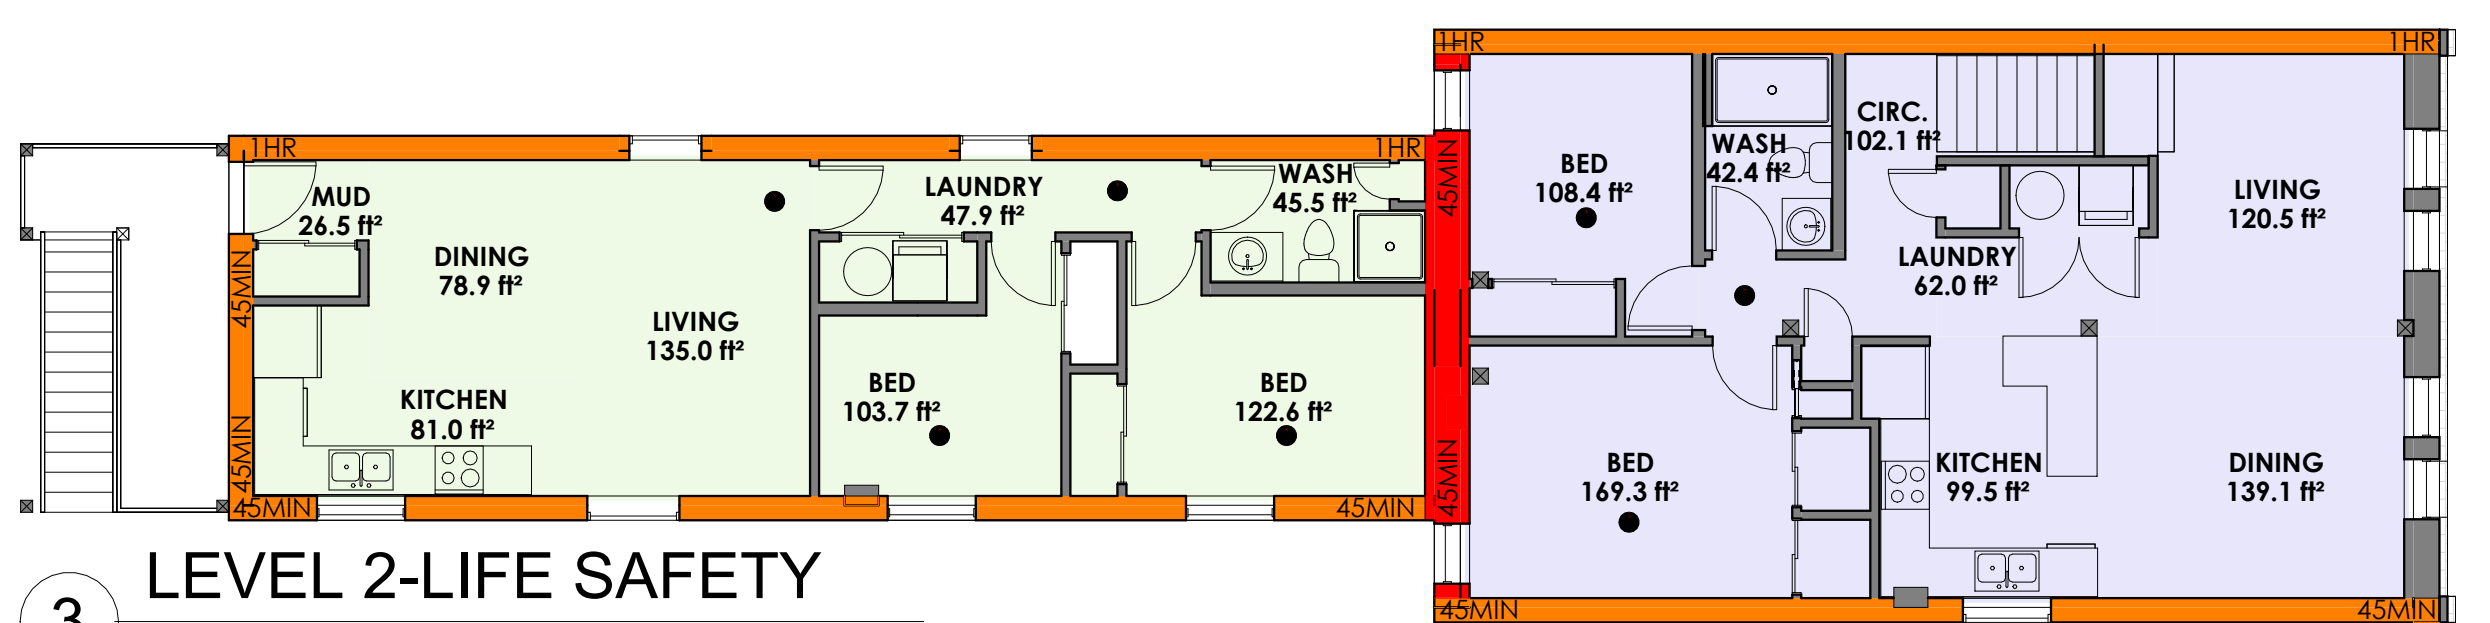 1HR
1HR
1HR
1HR
MUD
26.5 ft²
DINING
78.9 ft²
LIVING
135.0 ft²
KITCHEN
81.0 ft²
LAUNDRY
47.9 ft²
WASH
45.5 ft²
BED
103.7 ft²
BED
122.6 ft²
45MIN
45MIN
45MIN
45MIN
45MIN
45MIN
BED
108.4 ft²
WASH
42.4 ft²
CIRC.
102.1 ft²
LIVING
120.5 ft²
LAUNDRY
62.0 ft²
BED
169.3 ft²
KITCHEN
99.5 ft²
DINING
139.1 ft²
45MIN
45MIN
3
LEVEL 2-LIFE SAFETY